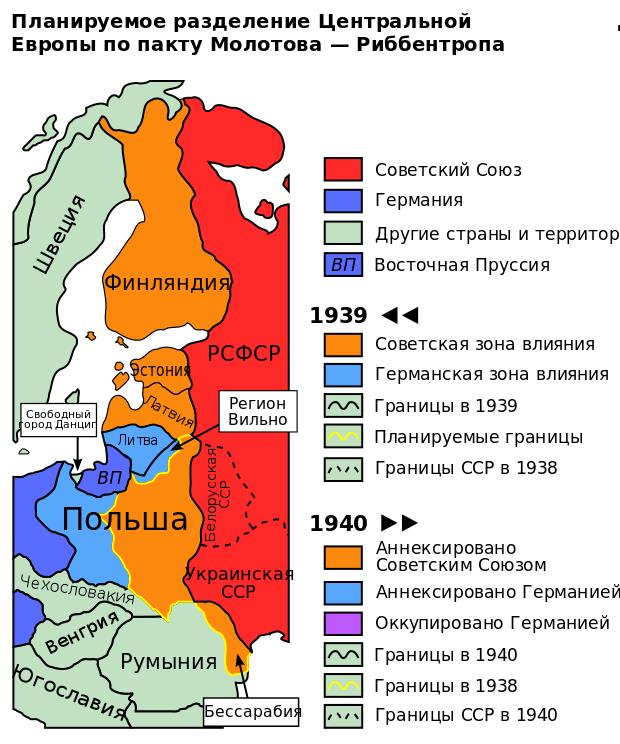 Планируемое разделение Центральной
Европы по пакту Молотова — Риббентропа
Швеция
Финляндия
РСФСР
Эстония
Латвия
Регион
Вильно
Свободный
город Данциг
Литва
ВП
Белорусская
ССР
Польша
Украинская
ССР
Чехословакия
Венгрия
Румыния
Югославия
Бессарабия
Советский Союз
Германия
Другие страны и территор
ВП
Восточная Пруссия
1939 ◄◄
Советская зона влияния
Германская зона влияния
Границы в 1939
Планируемые границы
Границы ССР в 1938
1940 ►►
Аннексировано
Советским Союзом
Аннексировано Германией
Оккупировано Германией
Границы в 1940
Границы в 1938
Границы ССР в 1940